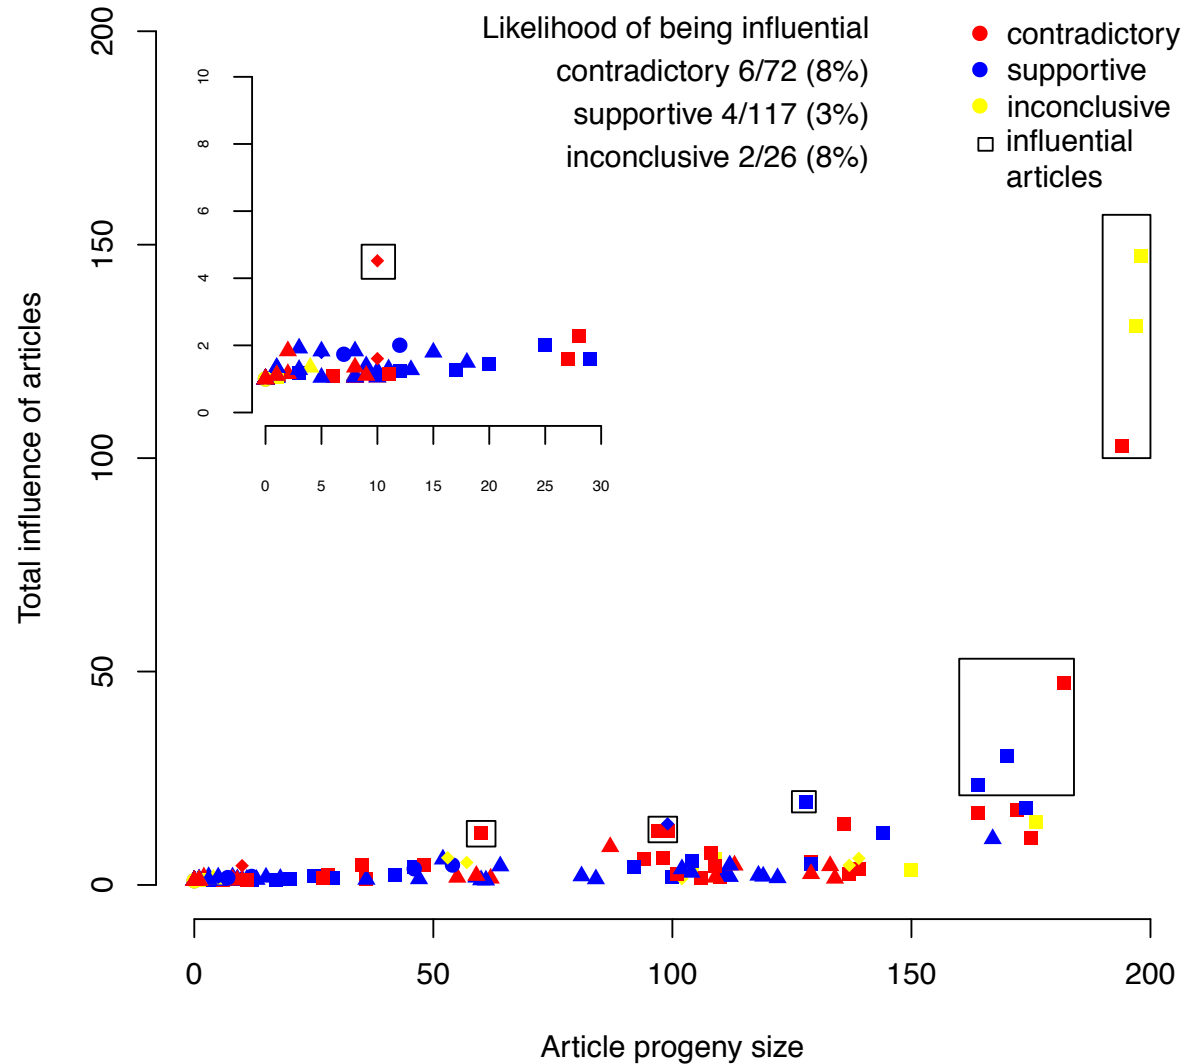 Likelihood of being influential
contradictory 6/72 (8%)
supportive 4/117 (3%)
inconclusive 2/26 (8%)
contradictory
supportive
inconclusive
influential
articles
Total influence of articles
200
150
100
50
0
10
8
6
4
2
0
0 5 10 15 20 25 30
0 50 100 150 200
Article progeny size